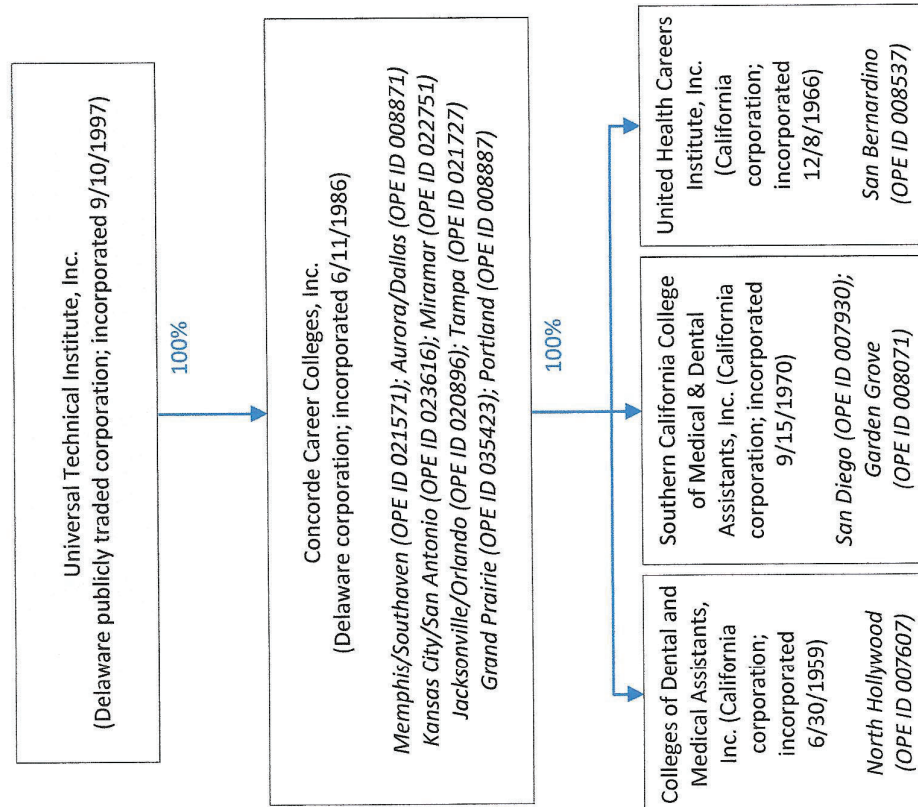 Universal Technical Institute, Inc.
(Delaware publicly traded corporation; incorporated 9/10/1997)
100%
Concorde Career Colleges, Inc.
(Delaware corporation; incorporated 6/11/1986)
Memphis/Southaven (OPE ID 021571); Aurora/Dallas (OPE ID 008871)
Kansas City/San Antonio (OPE ID 023616); Miramar (OPE ID 022751)
Jacksonville/Orlando (OPE ID 020896); Tampa (OPE ID 021727)
Grand Prairie (OPE ID 035423); Portland (OPE ID 008887)
100%
Colleges of Dental and
Medical Assistants,
Inc. (California
corporation;
incorporated
6/30/1959)
North Hollywood
(OPE ID 007607)
Southern California College
of Medical & Dental
Assistants, Inc. (California
corporation; incorporated
9/15/1970)
San Diego (OPE ID 007930);
Garden Grove
(OPE ID 008071)
United Health Careers
Institute, Inc.
(California
corporation;
incorporated
12/8/1966)
San Bernardino
(OPE ID 008537)